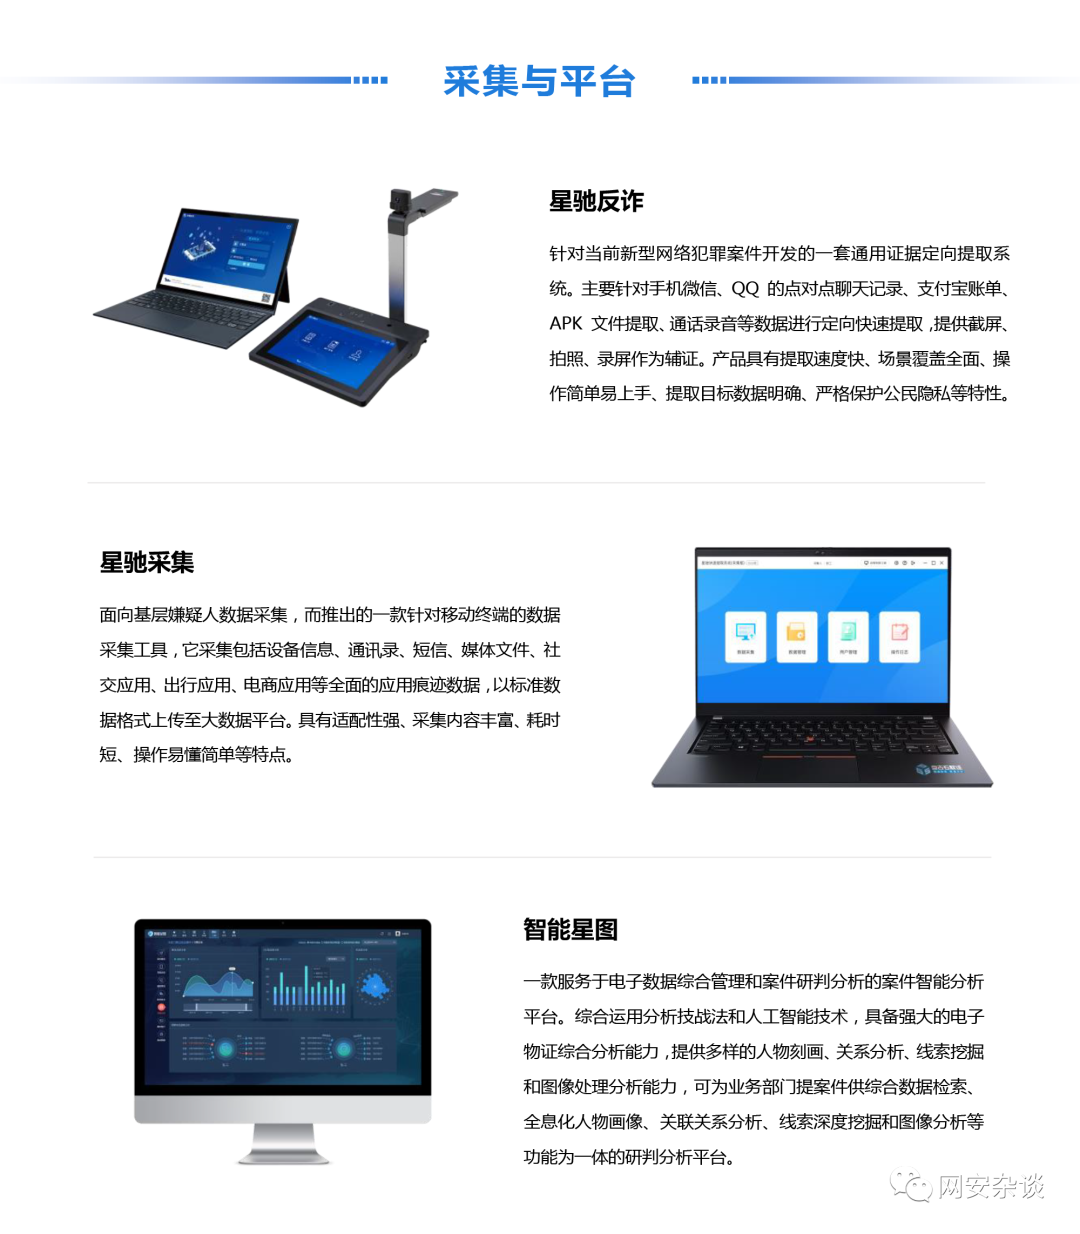 采集与平台
星驰反诈
针对当前新型网络犯罪案件开发的一套通用证据定向提取系
统。主要针对手机微信、QQ 的点对点聊天记录、支付宝账单、
APK 文件提取、通话录音等数据进行定向快速提取,提供截屏、
拍照、录屏作为辅证。产品具有提取速度快、场景覆盖全面、操
作简单易上手、提取目标数据明确、严格保护公民隐私等特性。
星驰采集
面向基层嫌疑人数据采集,而推出的一款针对移动终端的数据
采集工具,它采集包括设备信息、通讯录、短信、媒体文件、社
交应用、出行应用、电商应用等全面的应用痕迹数据,以标准数
据格式上传至大数据平台。具有适配性强、采集内容丰富、耗时
短、操作易懂简单等特点。
数据采集 数据管理 用户管理 操作日志
智能星图
一款服务于电子数据综合管理和案件研判分析的案件智能分析
平台。综合运用分析技战法和人工智能技术,具备强大的电子
物证综合分析能力,提供多样的人物刻画、关系分析、线索挖掘
和图像处理分析能力,可为业务部门提案件供综合数据检索、
全息化人物画像、关联关系分析、线索深度挖掘和图像分析等
功能为一体的研判分析平台。
网安杂谈